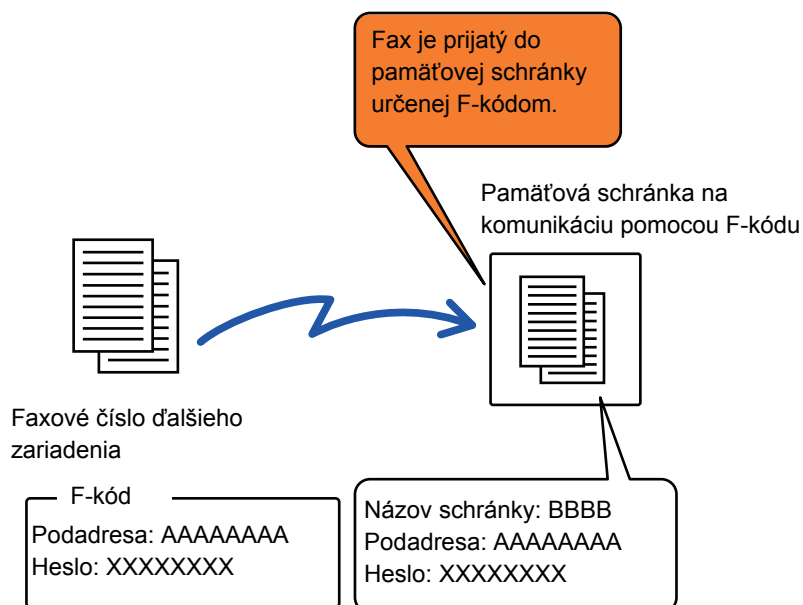 Fax je prijatý do
pamäťovej schránky
určenej F-kódom.
Pamäťová schránka na
komunikáciu pomocou F-kódu
Faxové číslo ďalšieho
zariadenia
F-kód
Podadresa: AAAAAAAA
Heslo: XXXXXXXX
Názov schránky: BBBB
Podadresa: AAAAAAAA
Heslo: XXXXXXXX